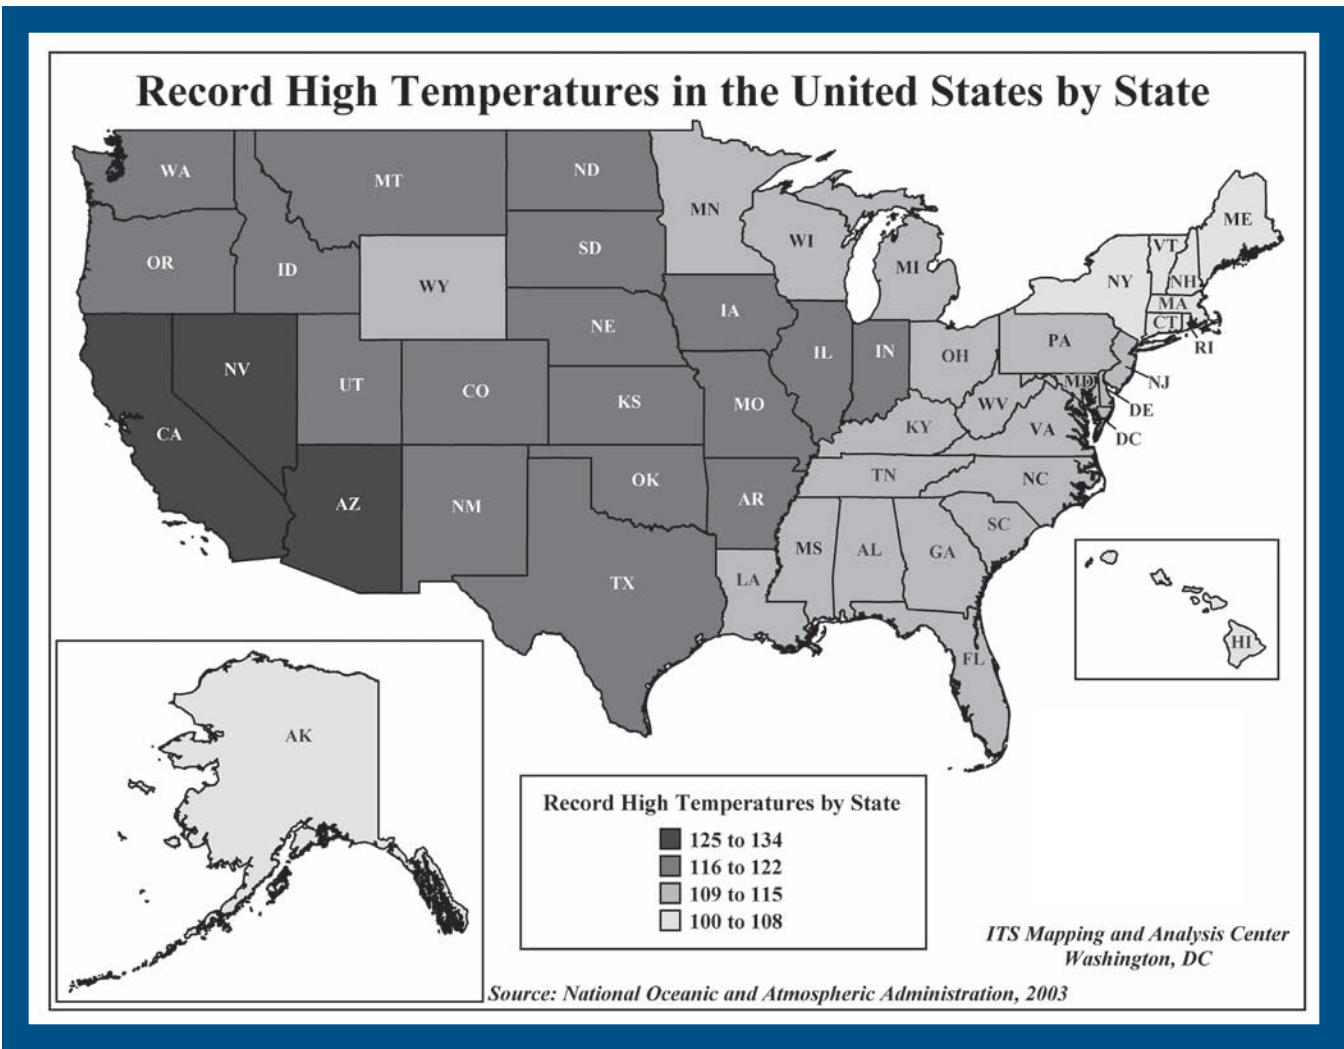 Record High Temperatures in the United States by State
WA
MT
ND
MN
ME
VT
OR
ID
SD
WI
MI
NY
NH
WY
MA
IA
CT
RI
NE
PA
NV
UT
CO
IL
IN
OH
NJ
MD
DE
KS
MO
WV
VA
DC
CA
KY
AZ
NM
OK
AR
TN
NC
SC
MS
AL
GA
TX
LA
FL
HI
AK
Record High Temperatures by State
125 to 134
116 to 122
109 to 115
100 to 108
ITS Mapping and Analysis Center
Washington, DC
Source: National Oceanic and Atmospheric Administration, 2003